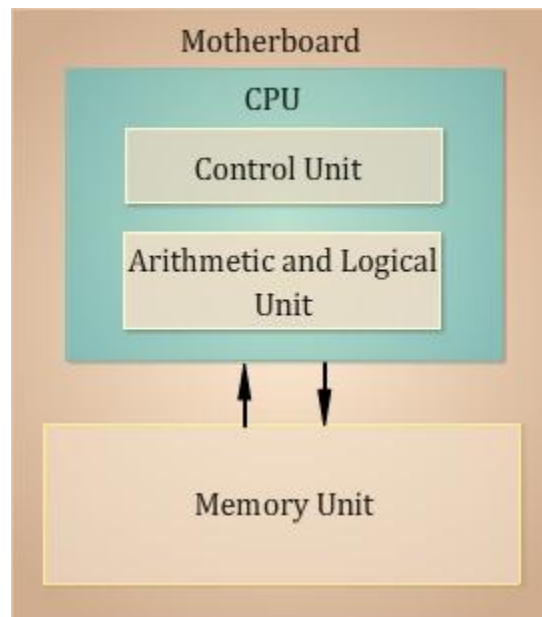 Motherboard
CPU
Control Unit
Arithmetic and Logical
Unit
Memory Unit